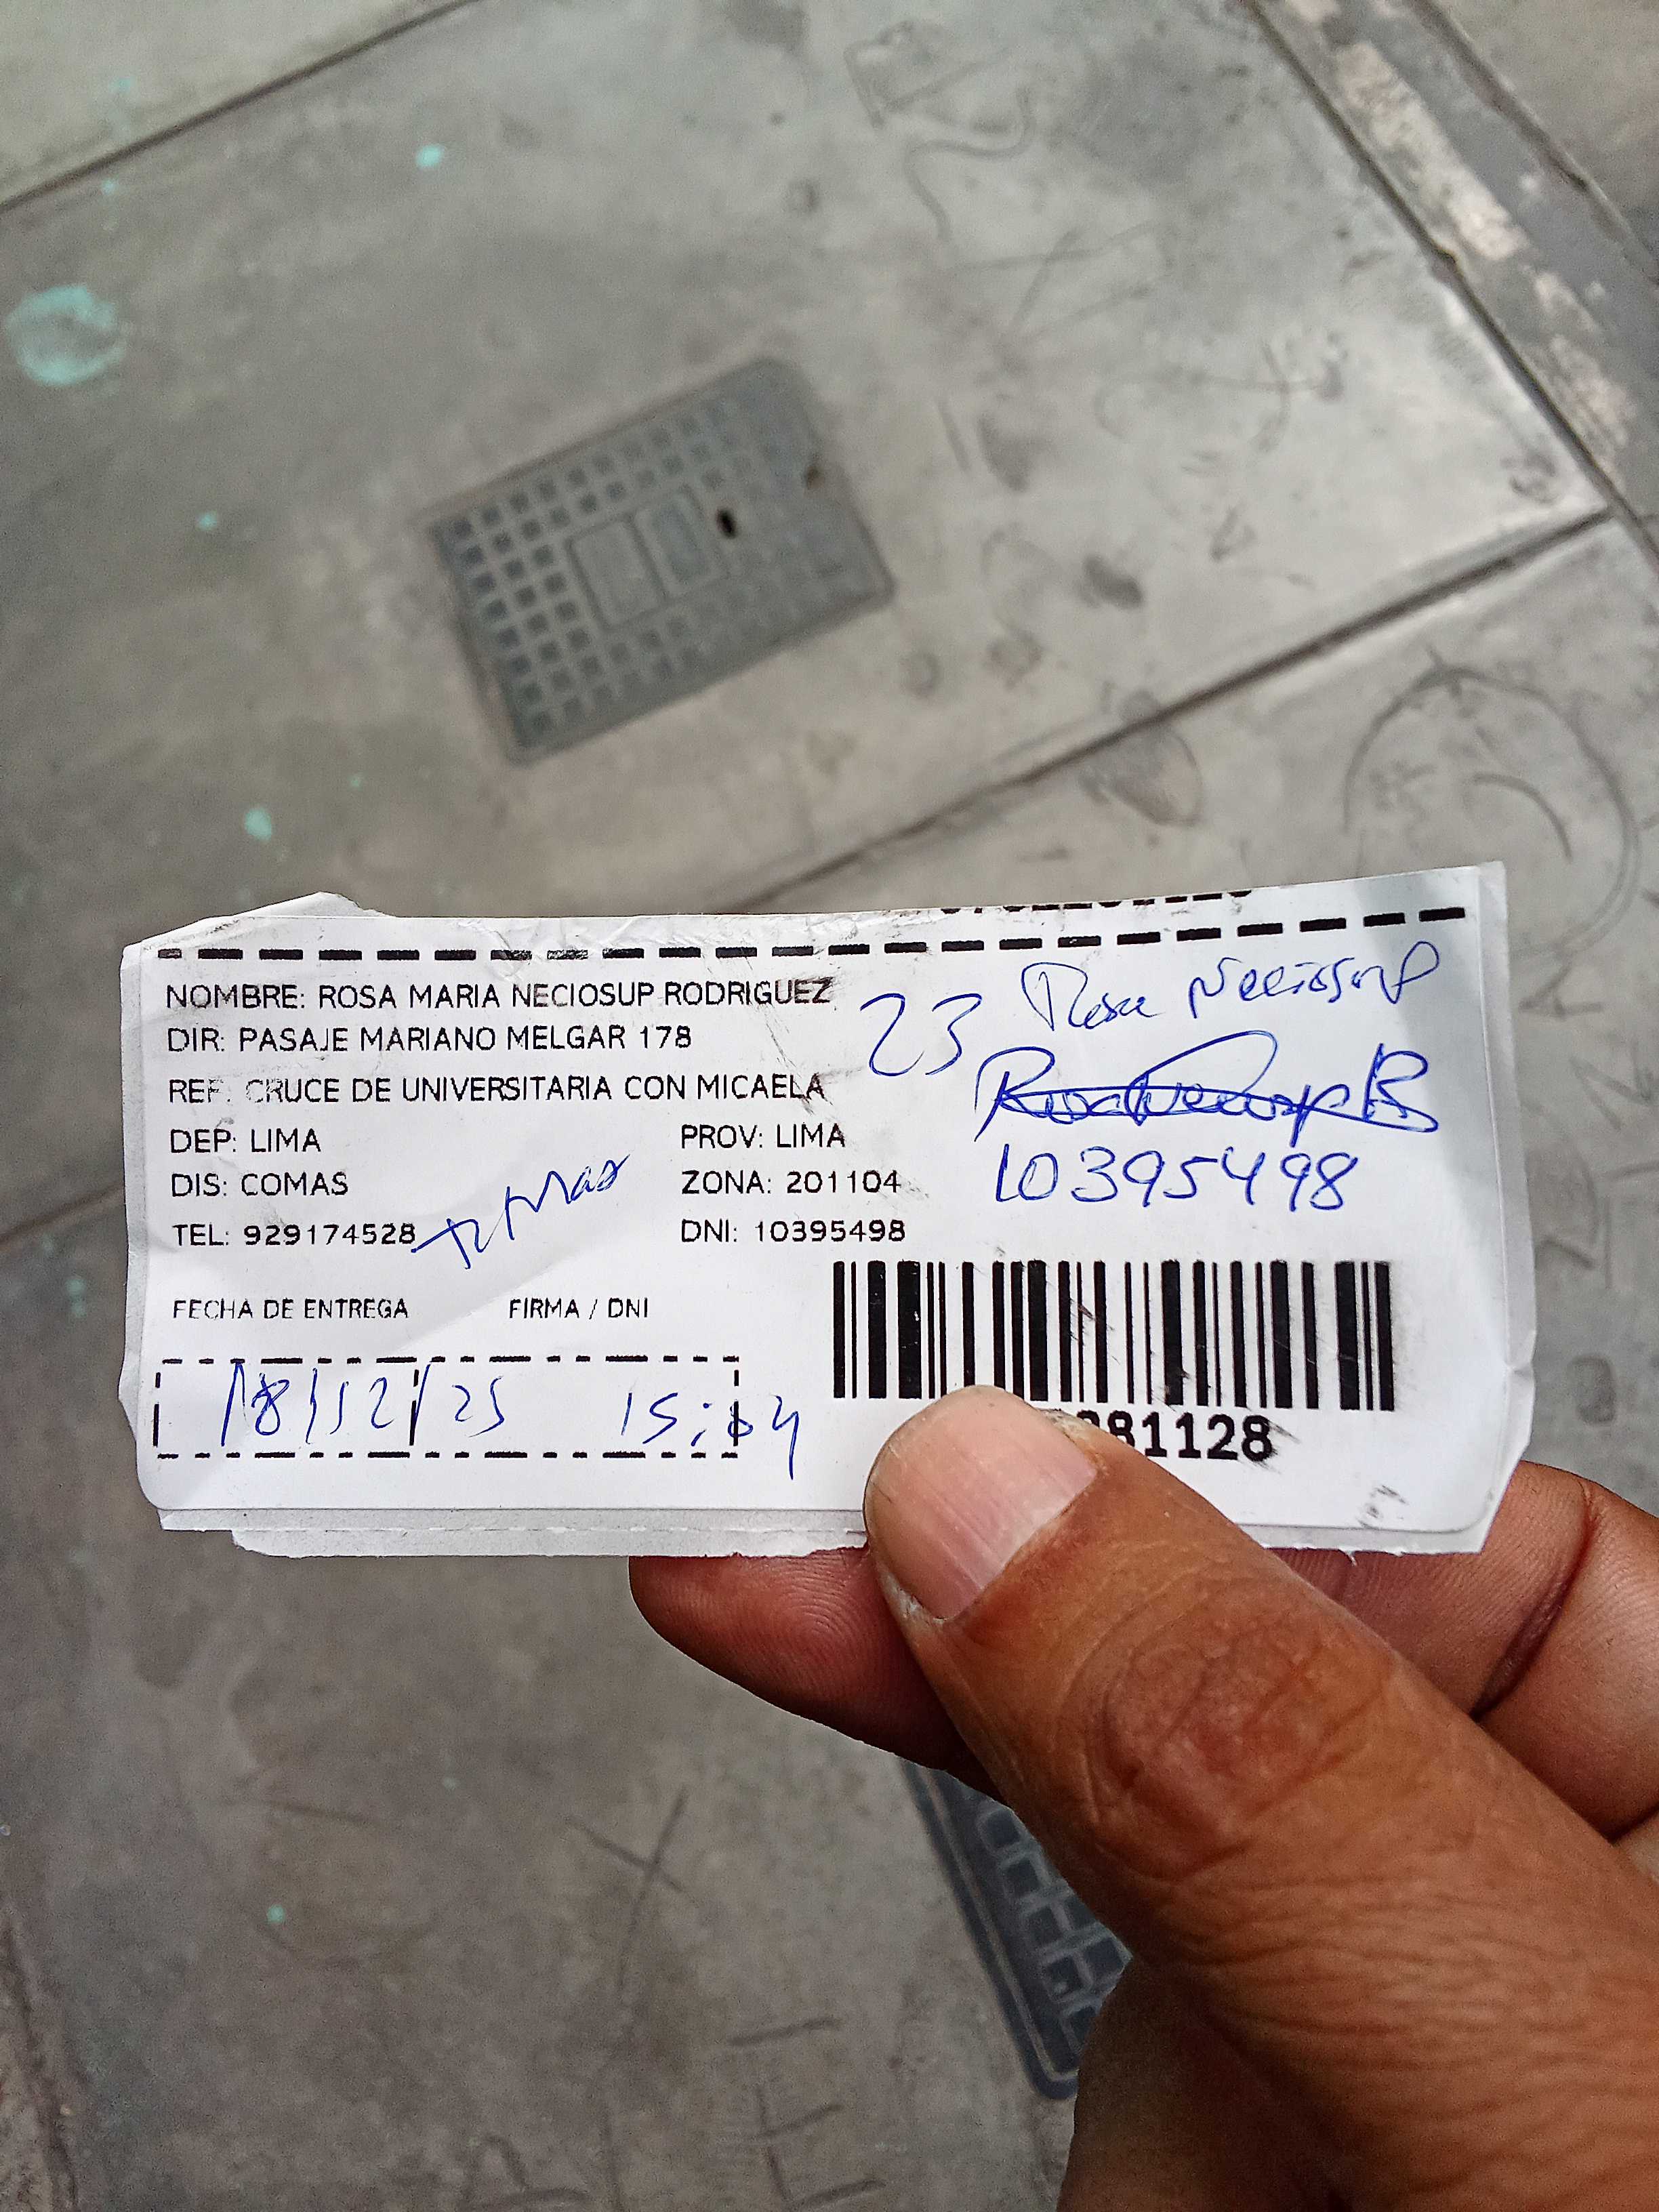 NOMBRE: ROSA MARIA NECIOSUP RODRIGUEZ
23 Rosa Neciosup
DIR: PASAJE MARIANO MELGAR 178
REF: CRUCE DE UNIVERSITARIA CON MICAELA
DEP: LIMA PROV: LIMA
DIS: COMAS ZONA: 201104
10395498
TEL: 929174528 DNI: 10395498
FECHA DE ENTREGA FIRMA / DNI
18/12/25 15:04
81128